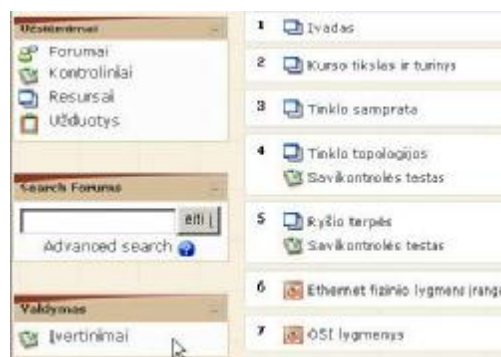 Užsiėmimai
Forumai
Kontroliniai
Resursai
Užduotys
Search Forums
eiti į
Advanced search
Valdymas
Įvertinimai
1 Įvadas
2 Kurso tikslas ir turinys
3 Tinklo samprata
4 Tinklo topologijos
Savikontrolės testas
5 Ryšio terpės
Savikontrolės testas
6 Ethernet fizinio lygmens įranga
7 OSI lygmenys